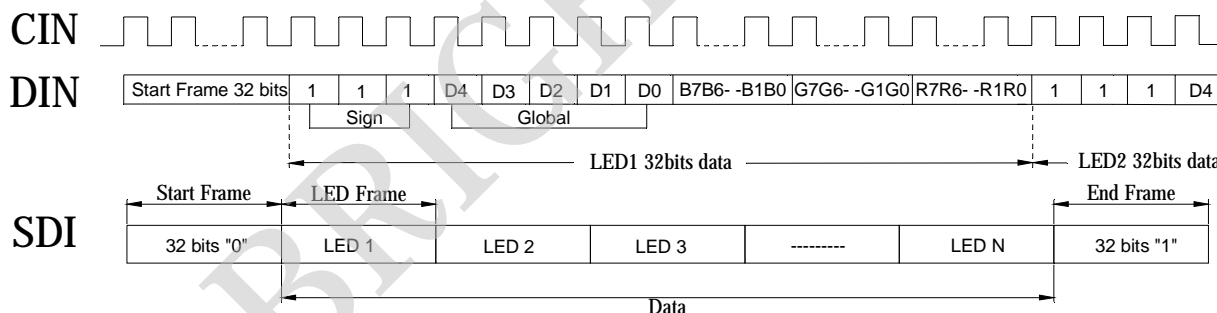 CIN
DIN
Start Frame 32 bits 1 1 1 D4 D3 D2 D1 D0 B7B6- -B1B0 G7G6- -G1G0 R7R6- -R1R0 1 1 1 D4
Sign Global
LED1 32bits data LED2 32bits data
Start Frame LED Frame End Frame
SDI
32 bits "0" LED 1 LED 2 LED 3 --------- LED N 32 bits "1"
Data